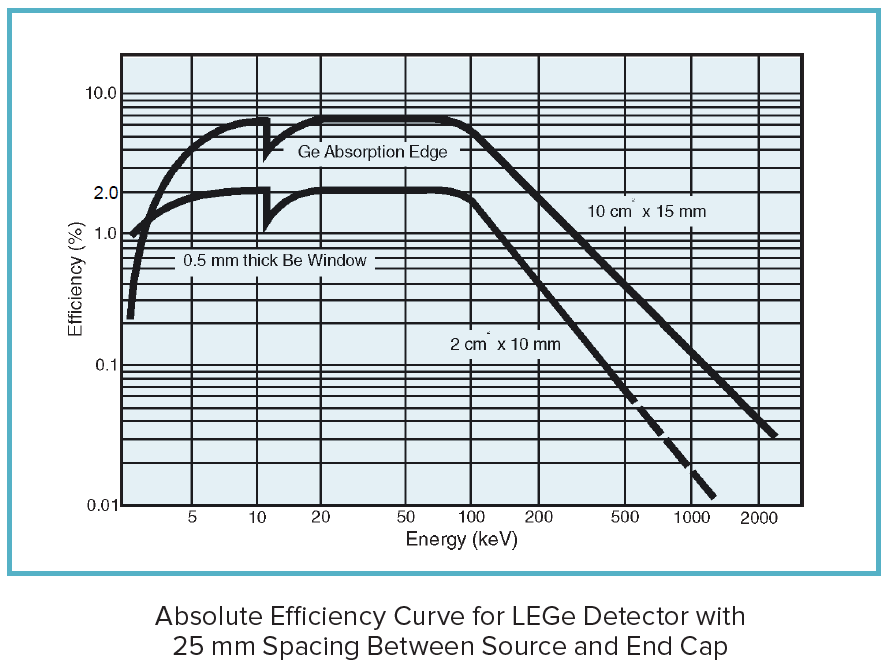 10.0
2.0
1.0
0.1
0.01
Efficiency (%)
Ge Absorption Edge
10 cm² x 15 mm
0.5 mm thick Be Window
2 cm² x 10 mm
5 10 20 50 100 200 500 1000 2000
Energy (keV)
Absolute Efficiency Curve for LEGe Detector with
25 mm Spacing Between Source and End Cap